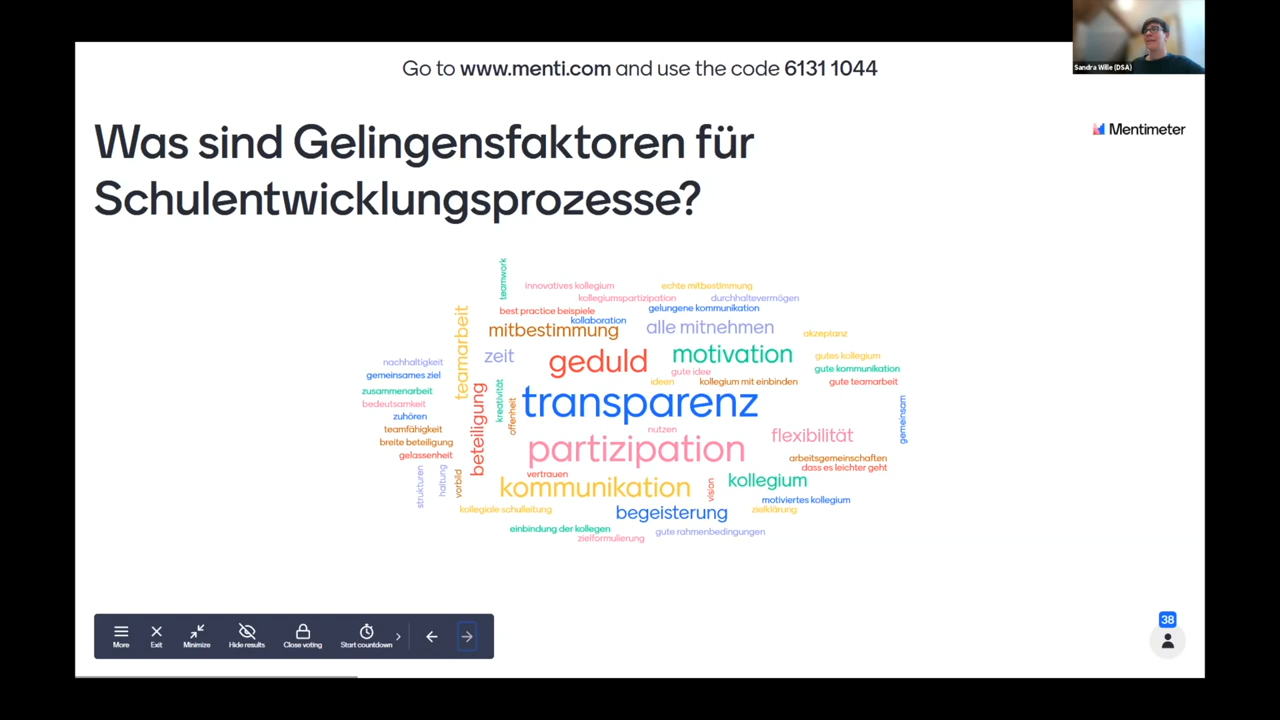 Go to www.menti.com and use the code 6131 1044
Sandra Wille (DSA)
Mentimeter
Was sind Gelingensfaktoren für
Schulentwicklungsprozesse?
teamwork
innovatives kollegium
echte mitbestimmung
kollegiumspartizipation
durchhaltevermögen
best practice beispiele
gelungene kommunikation
kollaboration
teamarbeit
mitbestimmung
alle mitnehmen
akzeptanz
zeit
geduld
motivation
gutes kollegium
nachhaltigkeit
gute idee
gute kommunikation
gemeinsames ziel
ideen
kollegium mit einbinden
gute teamarbeit
zusammenarbeit
kreativität
transparenz
bedeutsamkeit
offenheit
gemeinsam
zuhören
beteiligung
teamfähigkeit
nutzen
flexibilität
breite beteiligung
partizipation
gelassenheit
arbeitsgemeinschaften
dass es leichter geht
strukturen
haltung
vorbild
vertrauen
kommunikation
vision
kollegium
motiviertes kollegium
kollegiale schulleitung
begeisterung
zielklärung
einbindung der kollegen
gute rahmenbedingungen
zielformulierung
38
More
Exit
Minimize
Hide results
Close voting
Start countdown